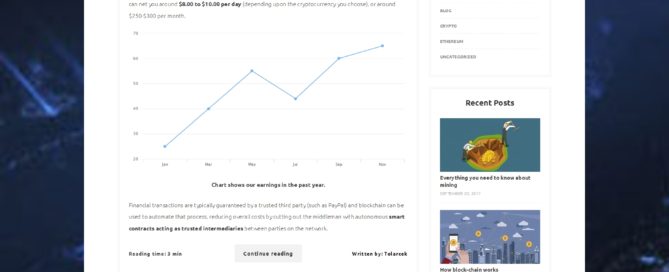 can net you around $8.00 to $10.00 per day (depending upon the cryptocurrency you choose), or around
$250-$300 per month.
70
60
50
40
30
20
Jan
Mar
May
Jul
Sep
Nov
Chart shows our earnings in the past year.
Financial transactions are typically guaranteed by a trusted third party (such as PayPal) and blockchain can be
used to automate that process, reducing overall costs by cutting out the middleman with autonomous smart
contracts acting as trusted intermediaries between parties on the network.
Reading time: 3 min
Continue reading
Written by: Telarcek
BLOG
CRYPTO
ETHEREUM
UNCATEGORIZED
Recent Posts
Everything you need to know about
mining
SEPTEMBER 20, 2017
How block-chain works